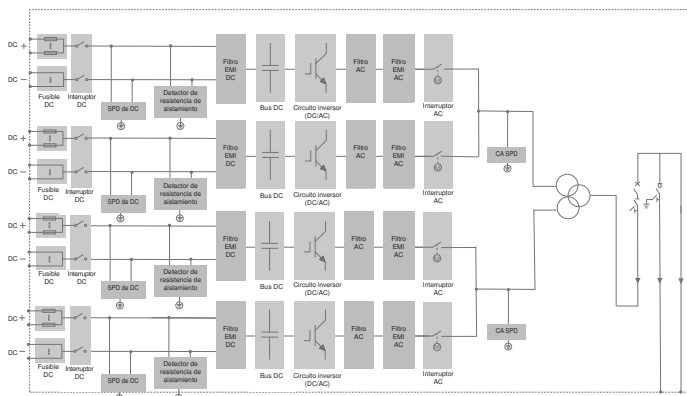 DC +
DC −
Fusible
DC
Interruptor
DC
SPD de DC
Detector de
resistencia de
aislamiento
Filtro
EMI
DC
Bus DC
Circuito inversor
(DC/AC)
Filtro
AC
Filtro
EMI
AC
Interruptor
AC
M
DC +
DC −
Fusible
DC
Interruptor
DC
SPD de DC
Detector de
resistencia de
aislamiento
Filtro
EMI
DC
Bus DC
Circuito inversor
(DC/AC)
Filtro
AC
Filtro
EMI
AC
Interruptor
AC
M
CA SPD
DC +
DC −
Fusible
DC
Interruptor
DC
SPD de DC
Detector de
resistencia de
aislamiento
Filtro
EMI
DC
Bus DC
Circuito inversor
(DC/AC)
Filtro
AC
Filtro
EMI
AC
Interruptor
AC
M
DC +
DC −
Fusible
DC
Interruptor
DC
SPD de DC
Detector de
resistencia de
aislamiento
Filtro
EMI
DC
Bus DC
Circuito inversor
(DC/AC)
Filtro
AC
Filtro
EMI
AC
Interruptor
AC
M
CA SPD